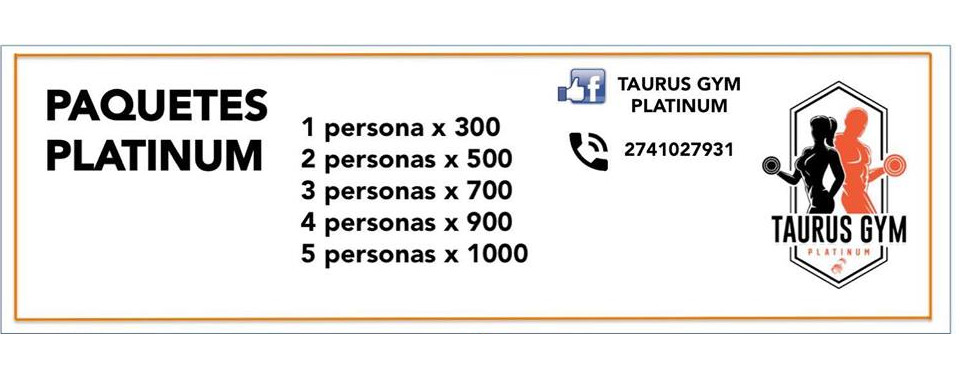 PAQUETES
PLATINUM
1 persona x 300
2 personas x 500
3 personas x 700
4 personas x 900
5 personas x 1000
f
TAURUS GYM
PLATINUM
2741027931
TAURUS GYM
PLATINUM